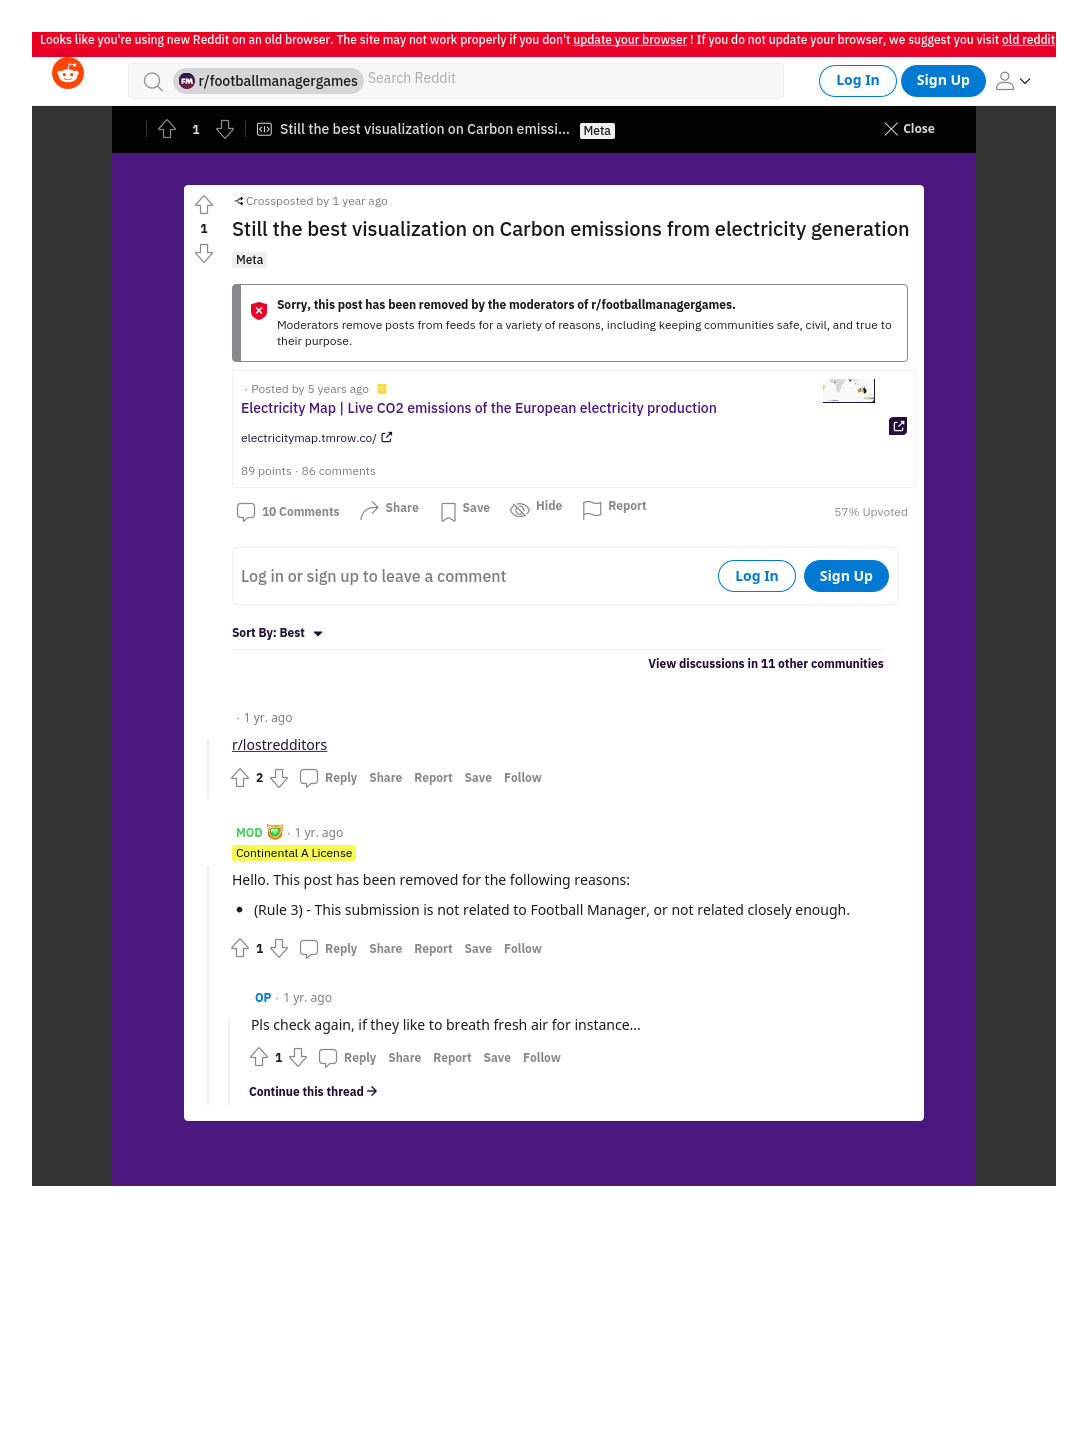 Looks like you're using new Reddit on an old browser. The site may not work properly if you don't update your browser ! If you do not update your browser, we suggest you visit old reddit
FM r/footballmanagergames Search Reddit
Log In Sign Up
1 Still the best visualization on Carbon emissi... Meta Close
Crossposted by 1 year ago
1
Still the best visualization on Carbon emissions from electricity generation
Meta
Sorry, this post has been removed by the moderators of r/footballmanagergames.
Moderators remove posts from feeds for a variety of reasons, including keeping communities safe, civil, and true to
their purpose.
· Posted by 5 years ago
Electricity Map | Live CO2 emissions of the European electricity production
electricitymap.tmrow.co/
89 points · 86 comments
10 Comments Share Save Hide Report 57% Upvoted
Log in or sign up to leave a comment Log In Sign Up
Sort By: Best
View discussions in 11 other communities
· 1 yr. ago
r/lostredditors
2 Reply Share Report Save Follow
MOD · 1 yr. ago
Continental A License
Hello. This post has been removed for the following reasons:
• (Rule 3) - This submission is not related to Football Manager, or not related closely enough.
1 Reply Share Report Save Follow
OP · 1 yr. ago
Pls check again, if they like to breath fresh air for instance...
1 Reply Share Report Save Follow
Continue this thread →